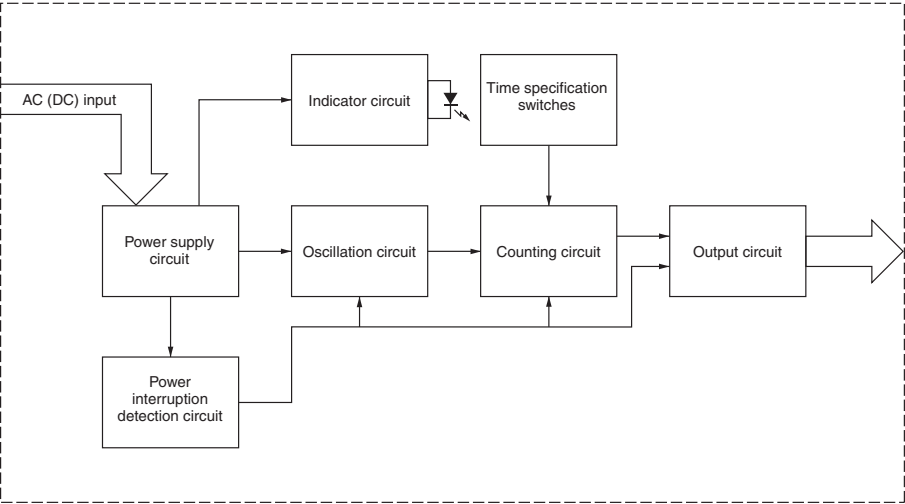 AC (DC) input
Indicator circuit
Time specification
switches
Power supply
circuit
Oscillation circuit
Counting circuit
Output circuit
Power
interruption
detection circuit